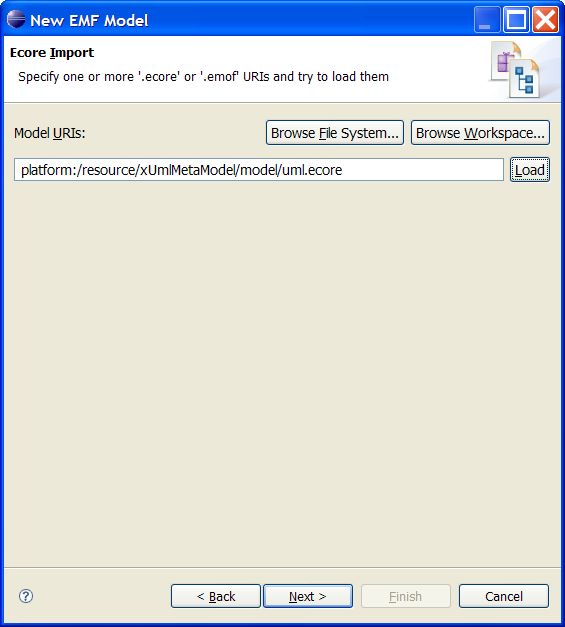 New EMF Model
Ecore Import
Specify one or more '.ecore' or '.emof' URIs and try to load them
Model URIs: Browse File System... Browse Workspace...
platform:/resource/xUmlMetaModel/model/uml.ecore Load
? < Back Next > Finish Cancel